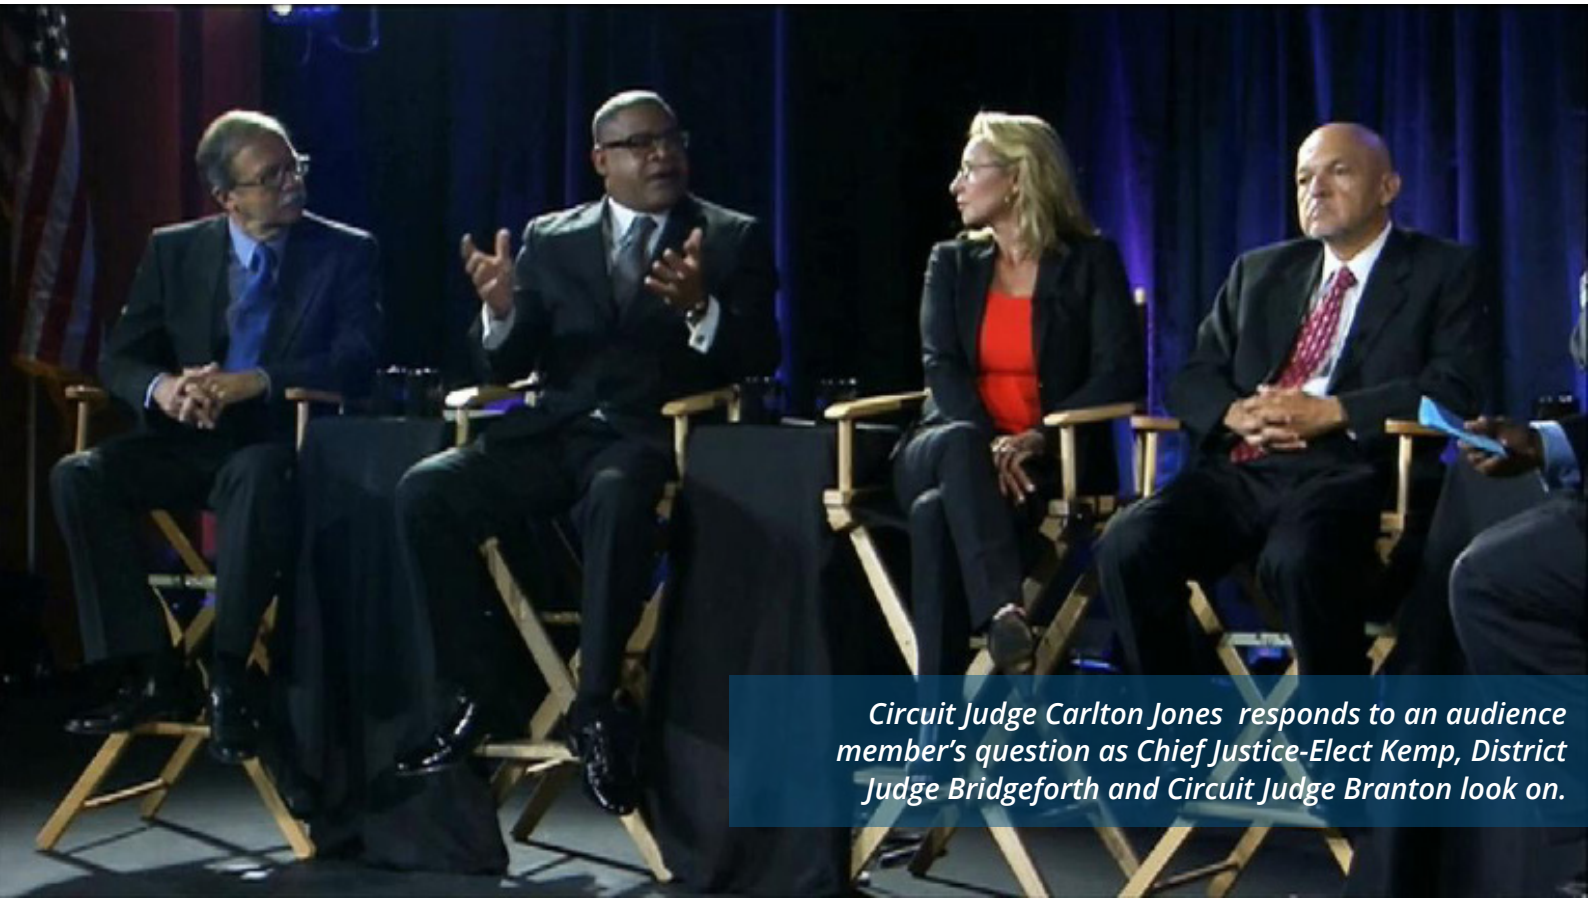 Circuit Judge Carlton Jones  responds to an audience
member’s question as Chief Justice-Elect Kemp, District
Judge Bridgeforth and Circuit Judge Branton look on.